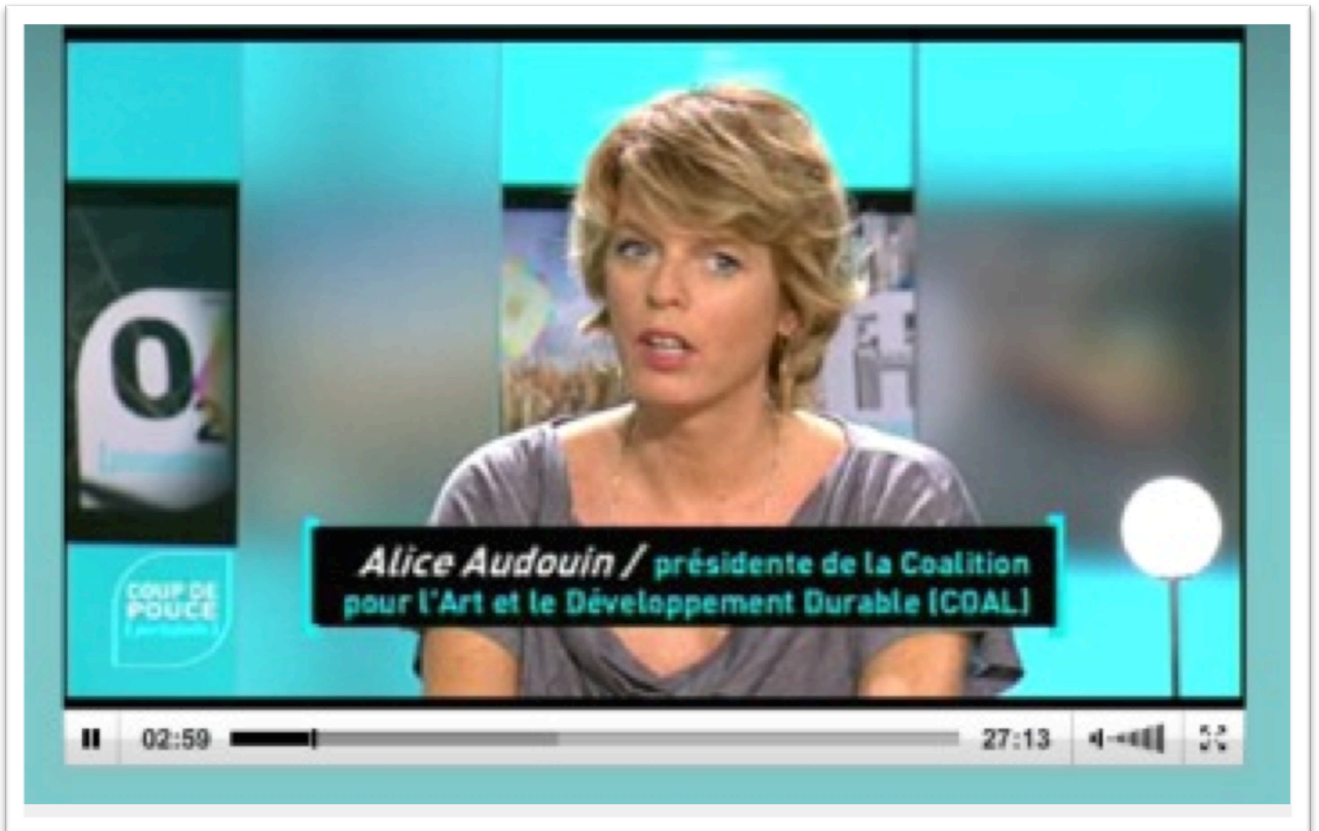 0
Alice Audouin / présidente de la Coalition
pour l'Art et le Développement Durable (COAL)
COUP DE
POUCE
02:59
27:13